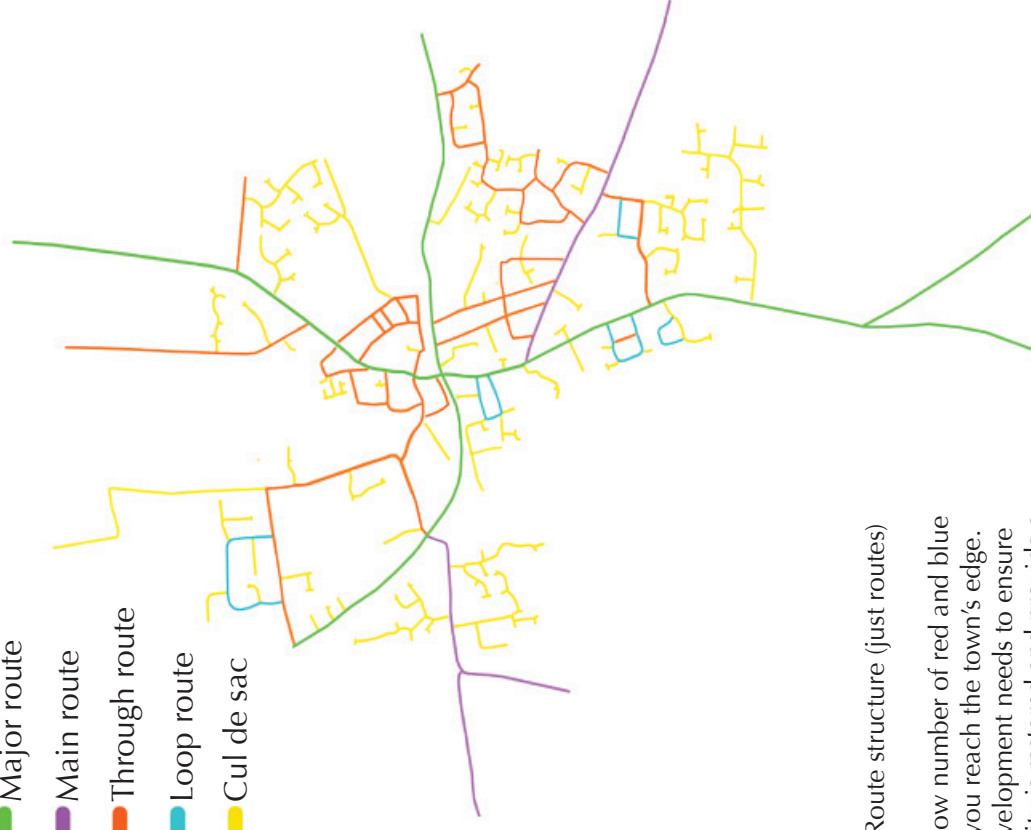 Major route
Main route
Through route
Loop route
Cul de sac
Route structure (just routes)
ow number of red and blue
you reach the town’s edge.
velopment needs to ensure